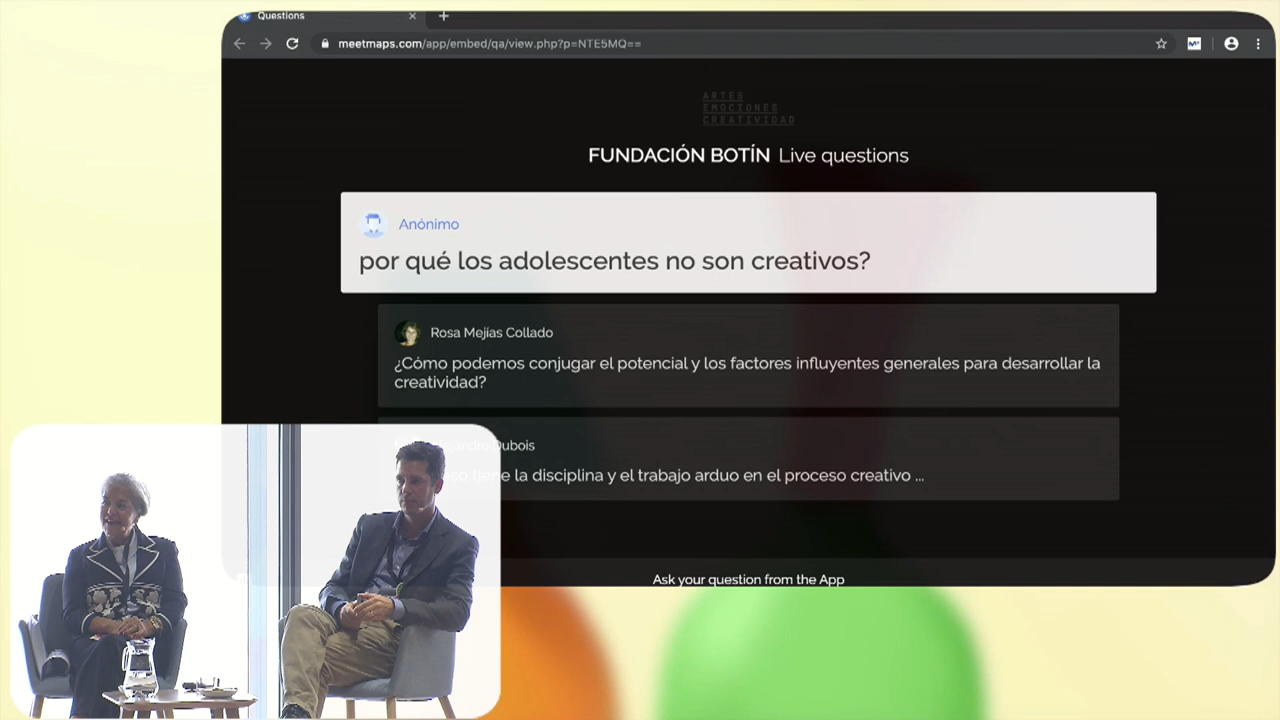 Questions
meetmaps.com/app/embed/qa/view.php?p=NTE5MQ==
ARTES
EMOCIONES
CREATIVIDAD
FUNDACIÓN BOTÍN Live questions
Anónimo
por qué los adolescentes no son creativos?
Rosa Mejías Collado
¿Cómo podemos conjugar el potencial y los factores influyentes generales para desarrollar la
creatividad?
Dubois
tiene la disciplina y el trabajo arduo en el proceso creativo ...
Ask your question from the App